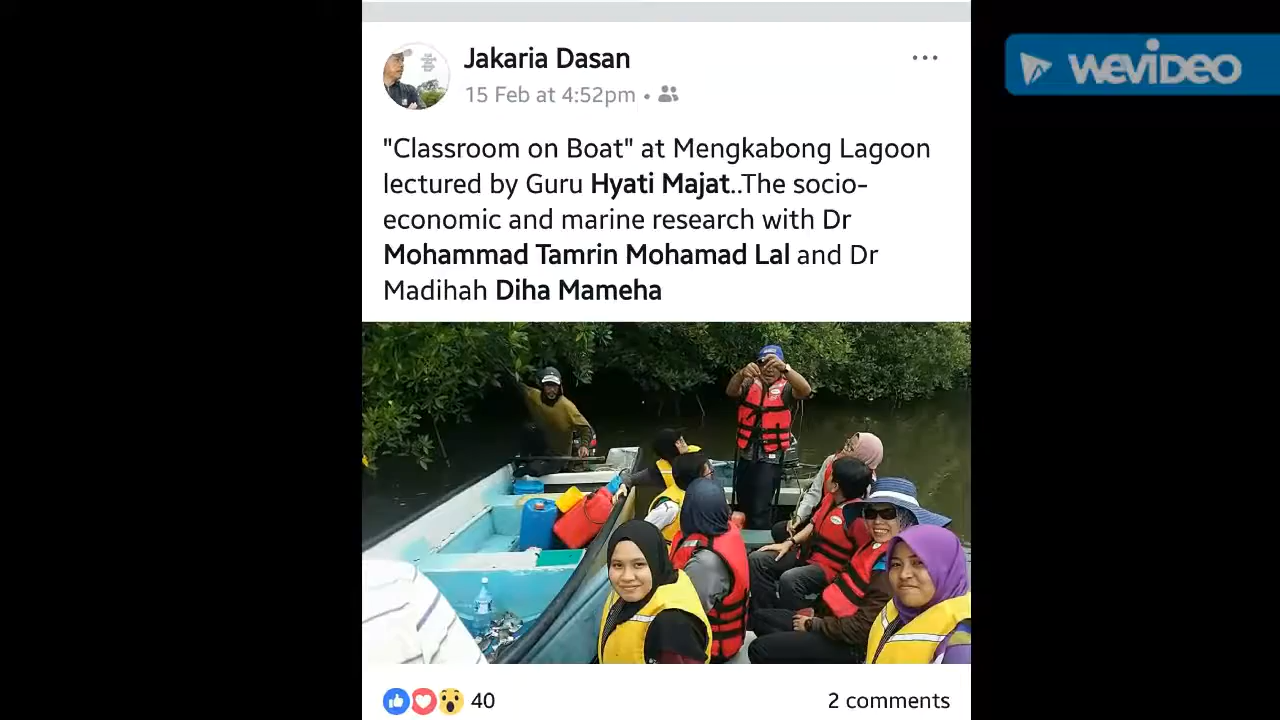 Jakaria Dasan
15 Feb at 4:52pm •
"Classroom on Boat" at Mengkabong Lagoon
lectured by Guru Hyati Majat..The socio-
economic and marine research with Dr
Mohammad Tamrin Mohamad Lal and Dr
Madihah Diha Mameha
40
2 comments
WEVIDEO